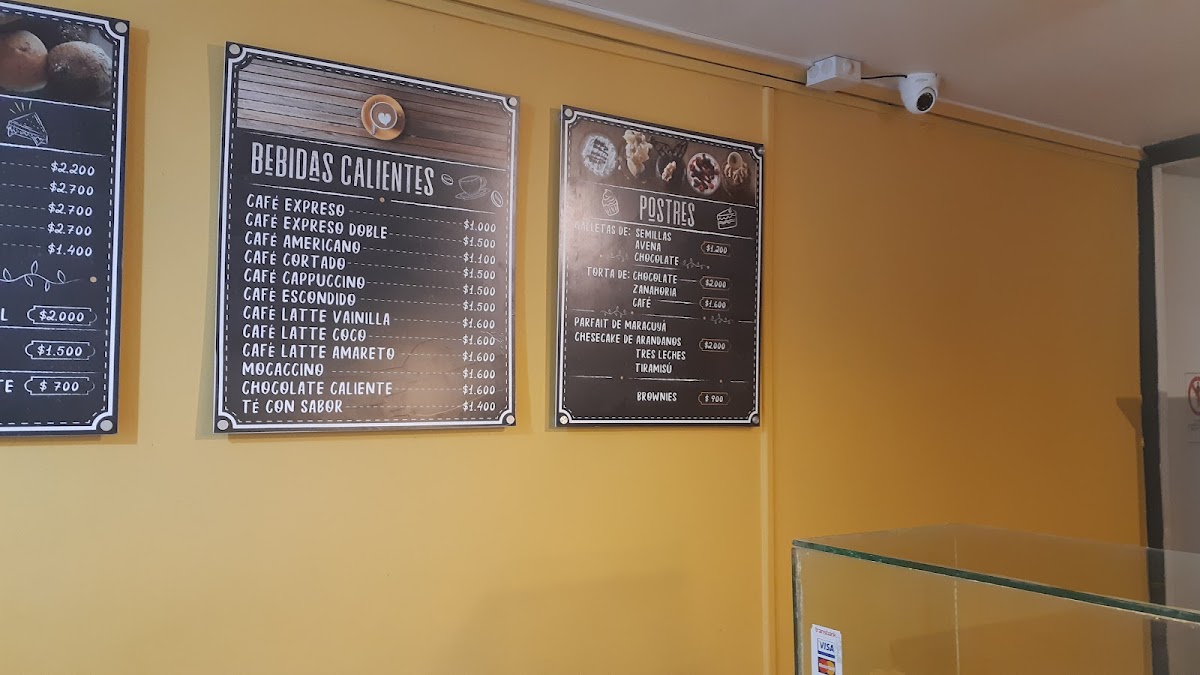 $2.200
$2.700
$2.700
$2.700
$1.400
L $2.000
$1.500
TE $ 700
BEBIDAS CALIENTES
CAFÉ EXPRESO $1.000
CAFÉ EXPRESO DOBLE $1.500
CAFÉ AMERICANO $1.100
CAFÉ CORTADO $1.500
CAFÉ CAPPUCCINO $1.500
CAFÉ ESCONDIDO $1.500
CAFÉ LATTE VAINILLA $1.600
CAFÉ LATTE COCO $1.600
CAFÉ LATTE AMARETO $1.600
MOCACCINO $1.600
CHOCOLATE CALIENTE $1.600
TÉ CON SABOR $1.400
POSTRES
GALLETAS DE: SEMILLAS
AVENA $1.200
CHOCOLATE
TORTA DE: CHOCOLATE $2.000
ZANAHORIA
CAFÉ $1.600
PARFAIT DE MARACUYÁ
CHESECAKE DE ARANDANOS $2.000
TRES LECHES
TIRAMISÚ
BROWNIES $ 900
transbank
VISA
MasterCard